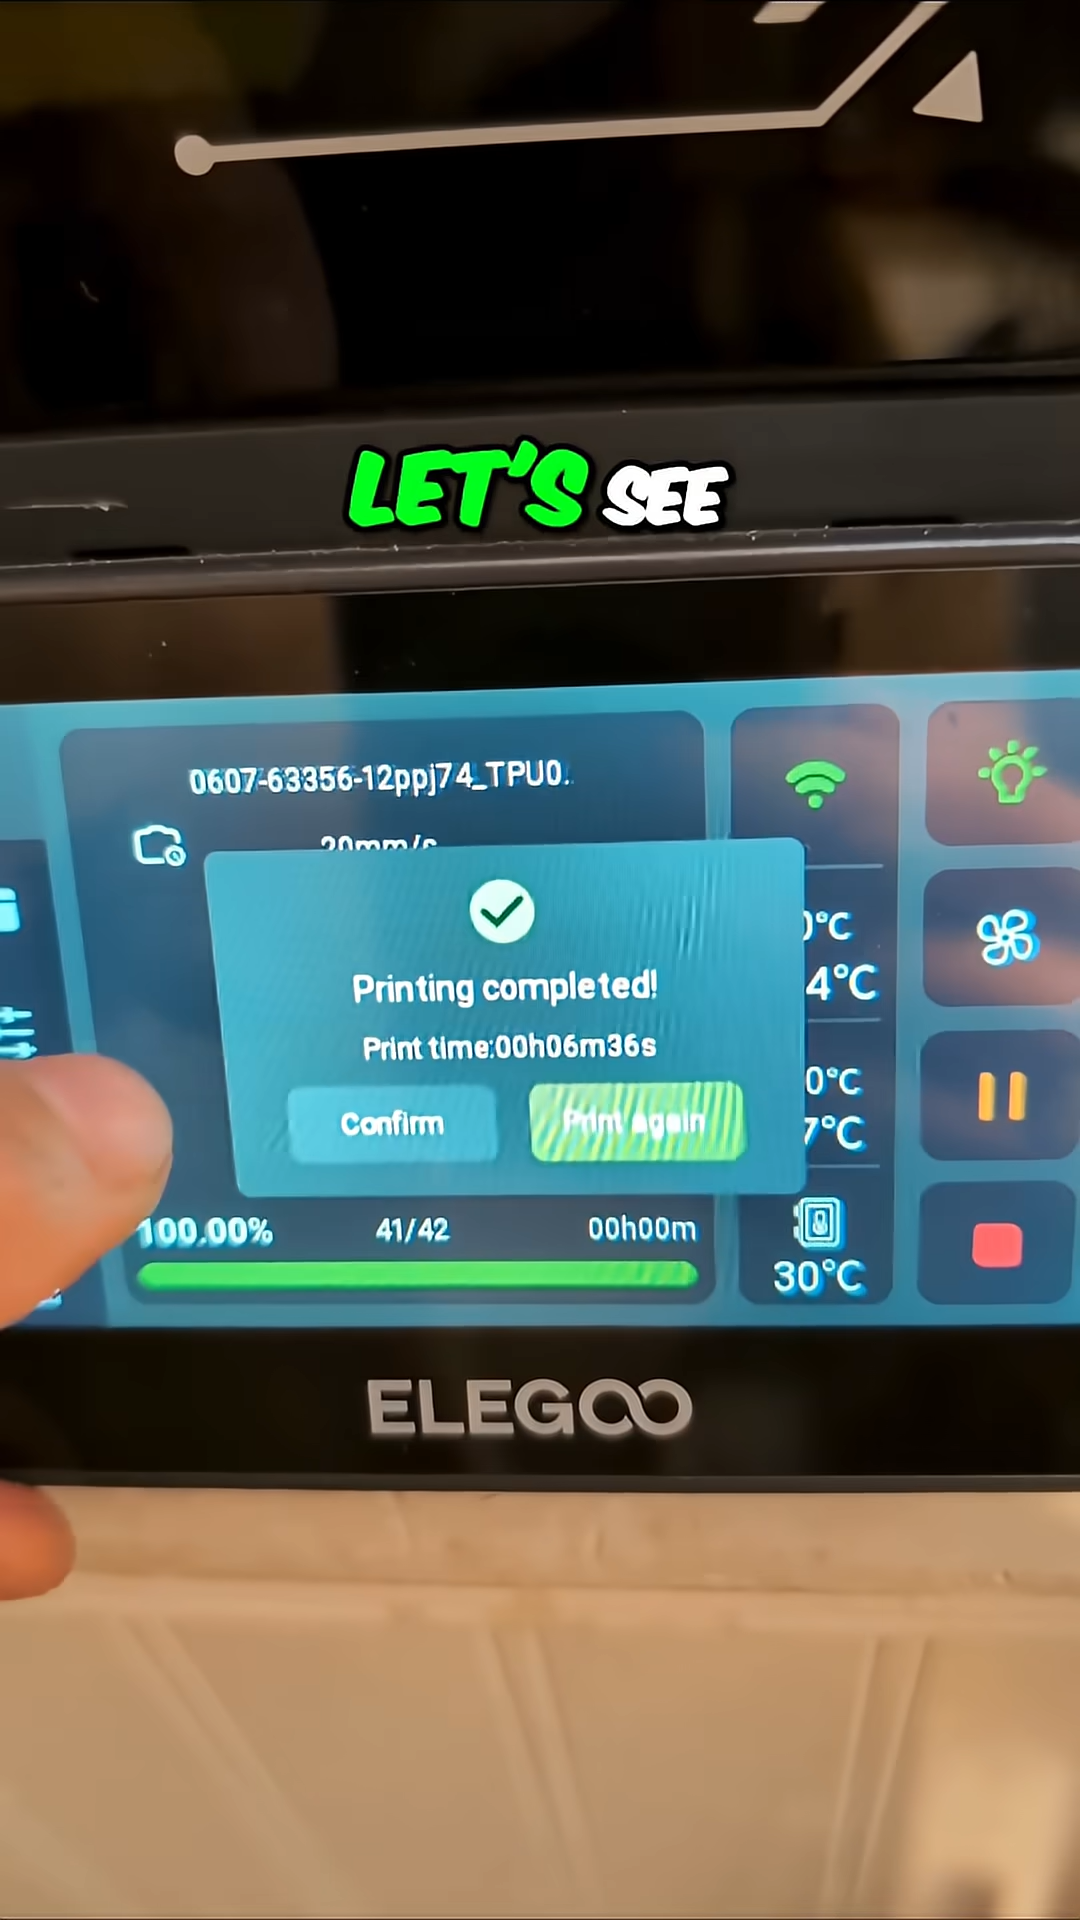 LET'S SEE
0607-63356-12ppj74_TPU0.
20mm/s
0°C
4°C
Printing completed!
Print time:00h06m36s
0°C
Confirm
Print again
7°C
100.00%
41/42
00h00m
30°C
ELEGOO